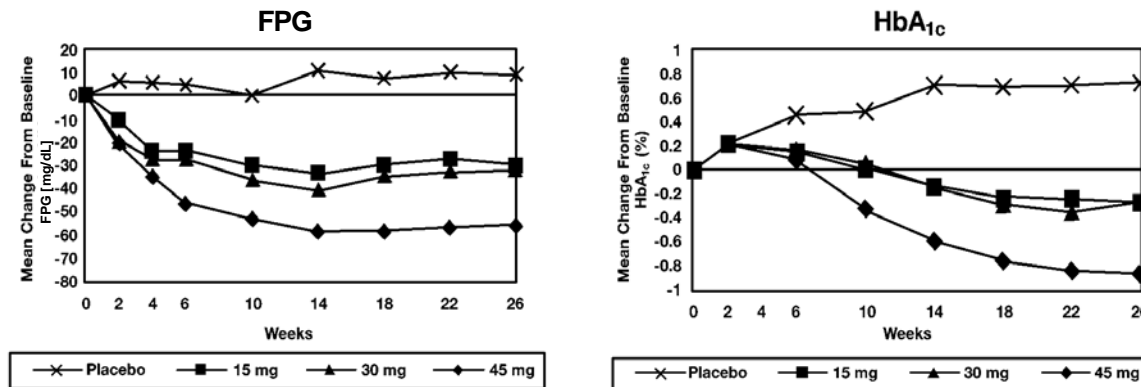 FPG
Mean Change From Baseline
FPG [mg/dL]
20
10
0
-10
-20
-30
-40
-50
-60
-70
-80
0 2 4 6 10 14 18 22 26
Weeks
Placebo 15 mg 30 mg 45 mg
HbA1c
Mean Change From Baseline
HbA1c (%)
1
0.8
0.6
0.4
0.2
0
-0.2
-0.4
-0.6
-0.8
-1
0 2 4 6 10 14 18 22
Weeks
Placebo 15 mg 30 mg 45 mg